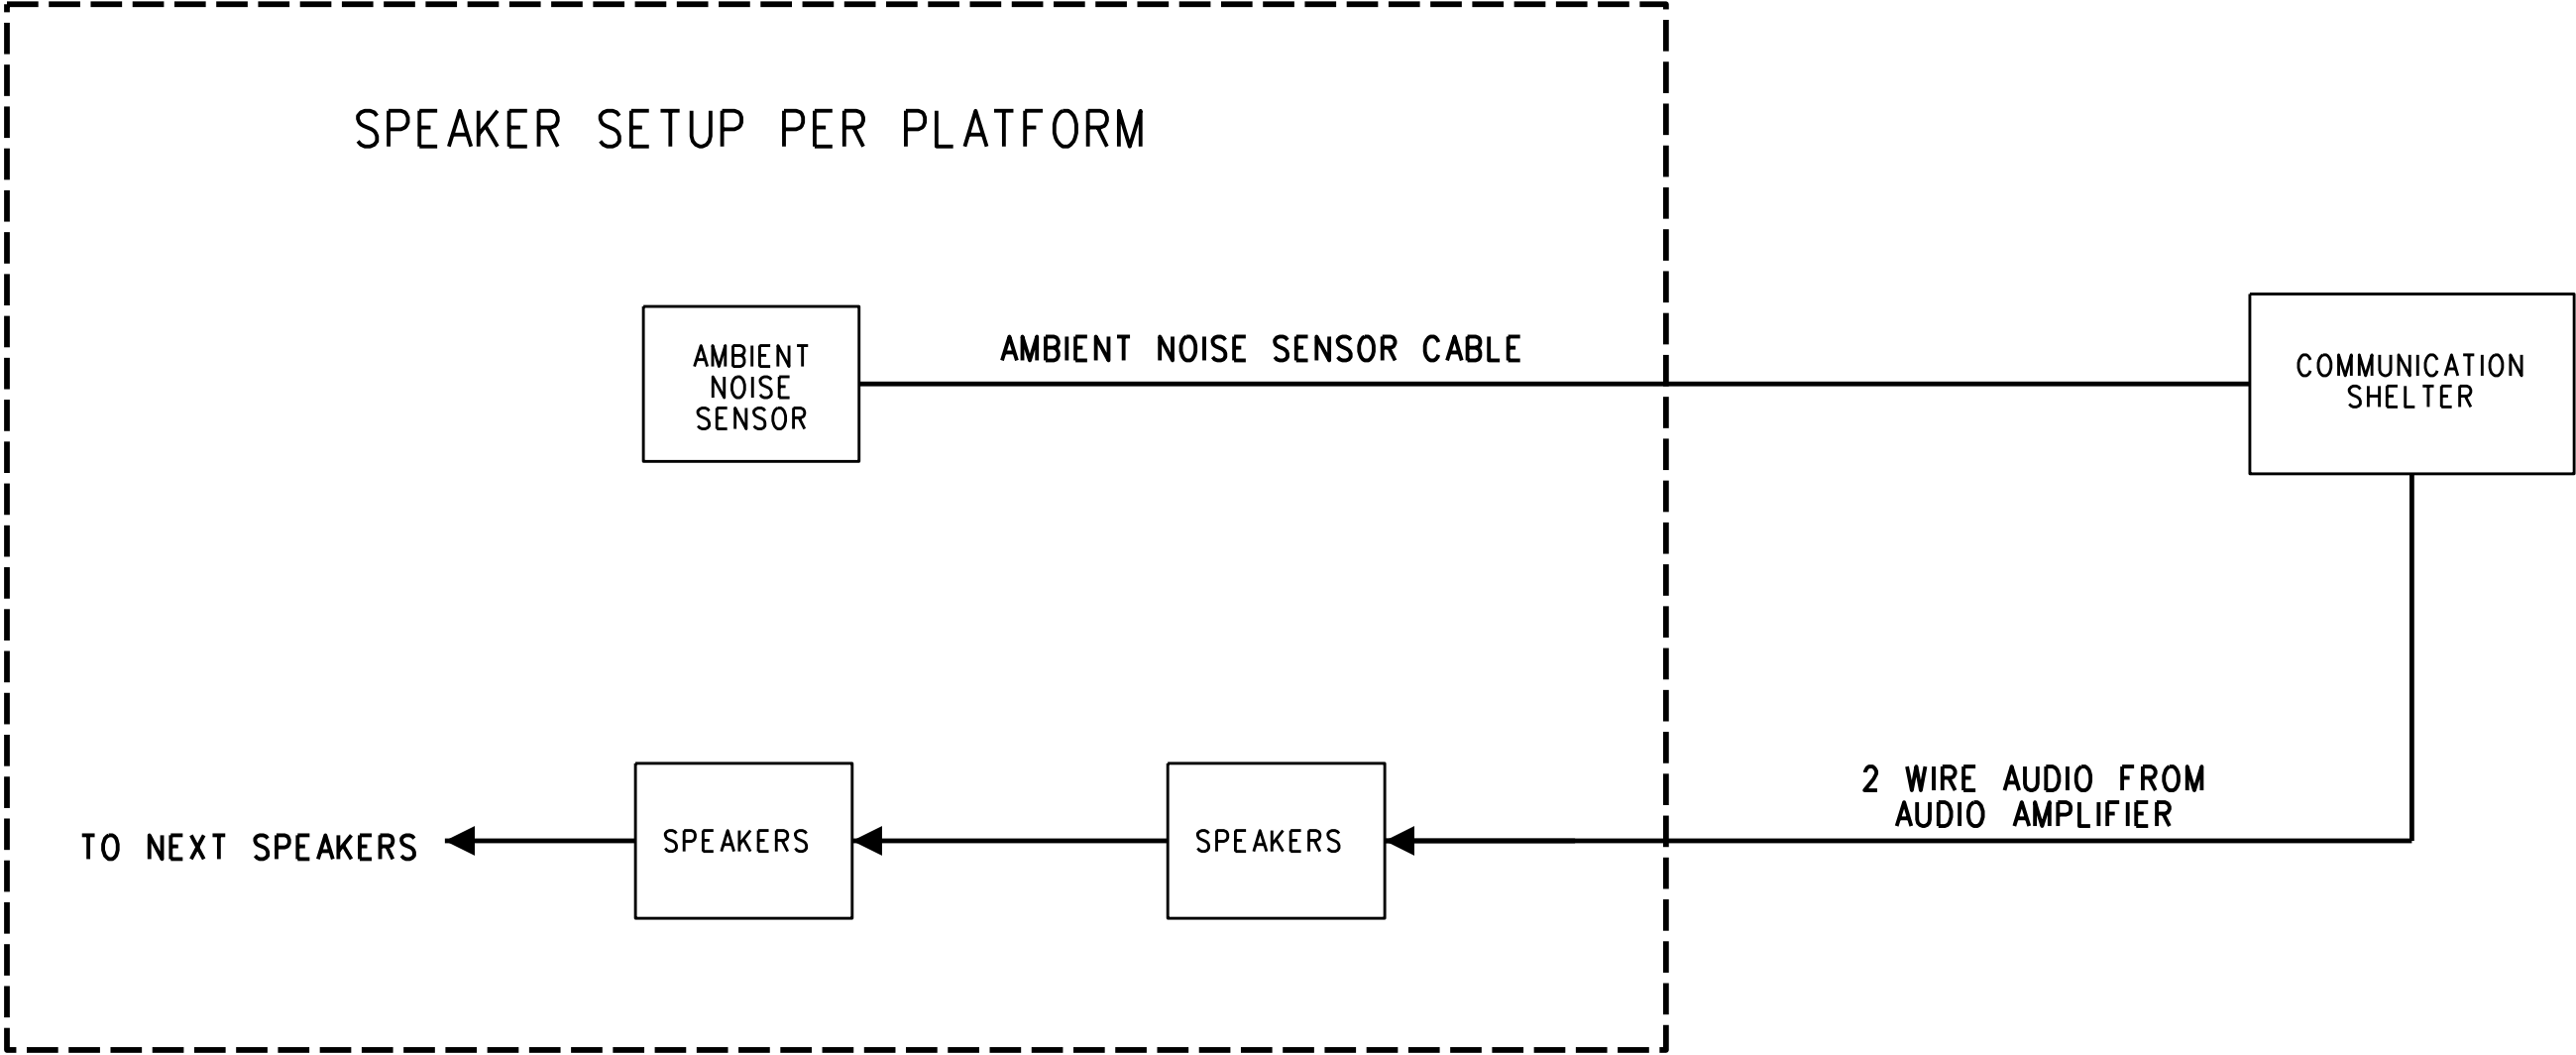 SPEAKER SETUP PER PLATFORM
AMBIENT
NOISE
SENSOR
AMBIENT NOISE SENSOR CABLE
COMMUNICATION
SHELTER
2 WIRE AUDIO FROM
AUDIO AMPLIFIER
TO NEXT SPEAKERS
SPEAKERS
SPEAKERS